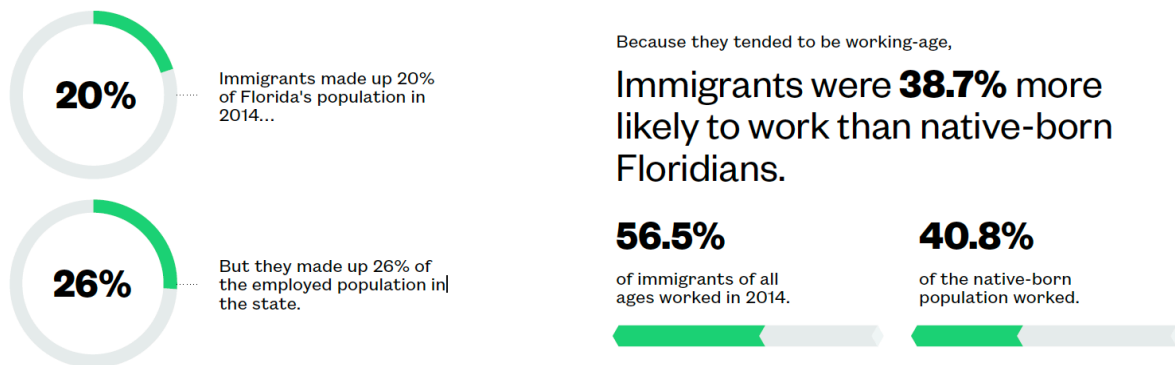 20%
Immigrants made up 20%
of Florida's population in
2014...
26%
But they made up 26% of
the employed population in
the state.
Because they tended to be working-age,
Immigrants were 38.7% more
likely to work than native-born
Floridians.
56.5%
of immigrants of all
ages worked in 2014.
40.8%
of the native-born
population worked.